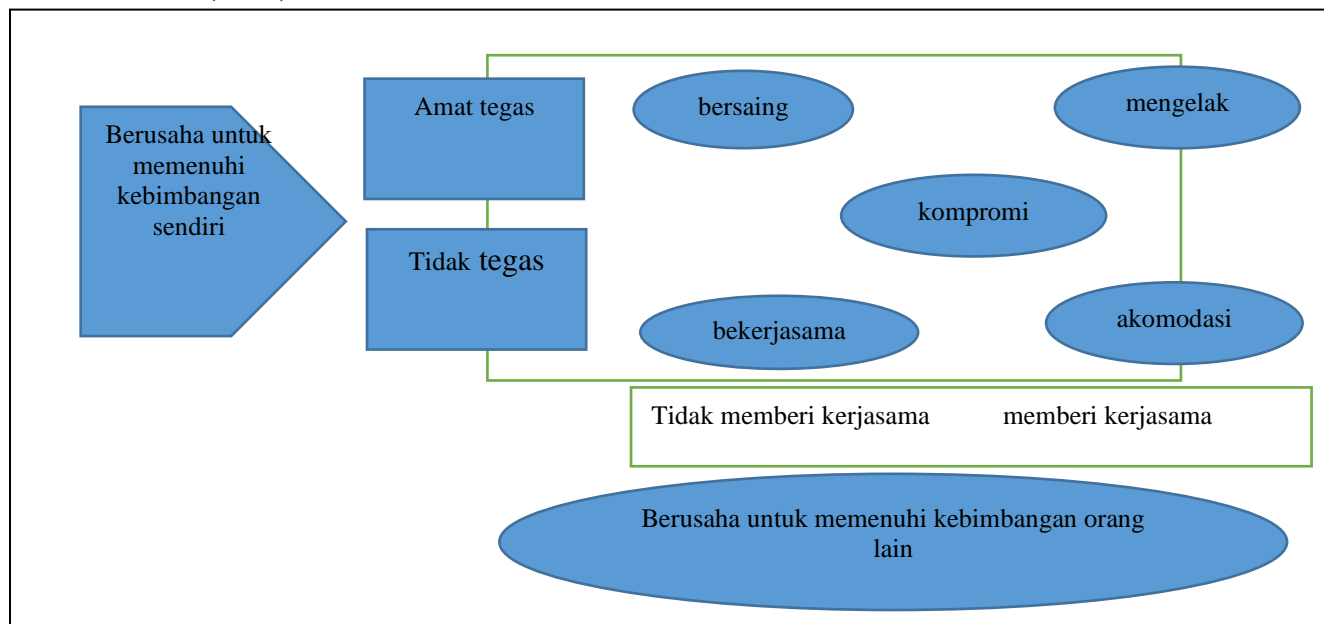 Berusaha untuk
memenuhi
kebimbangan
sendiri
Amat tegas
Tidak tegas
bersaing
mengelak
kompromi
bekerjasama
akomodasi
Tidak memberi kerjasama memberi kerjasama
Berusaha untuk memenuhi kebimbangan orang
lain